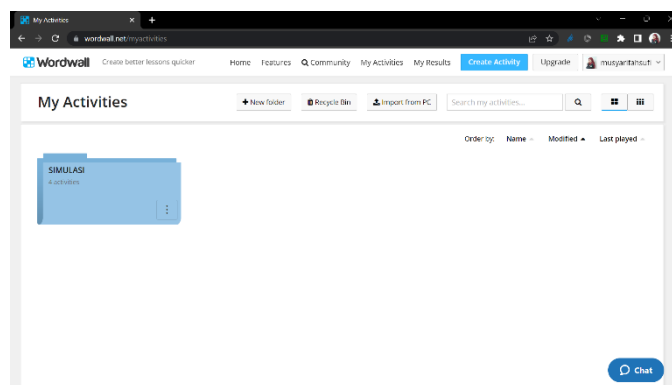 My Activities
wordwall.net/myactivities
Wordwall Create better lessons quicker Home Features Community My Activities My Results Create Activity Upgrade musyaritahsufi
My Activities New folder Recycle Bin Import from PC Search my activities...
Order by: Name Modified Last played
SIMULASI
4 activities
Chat